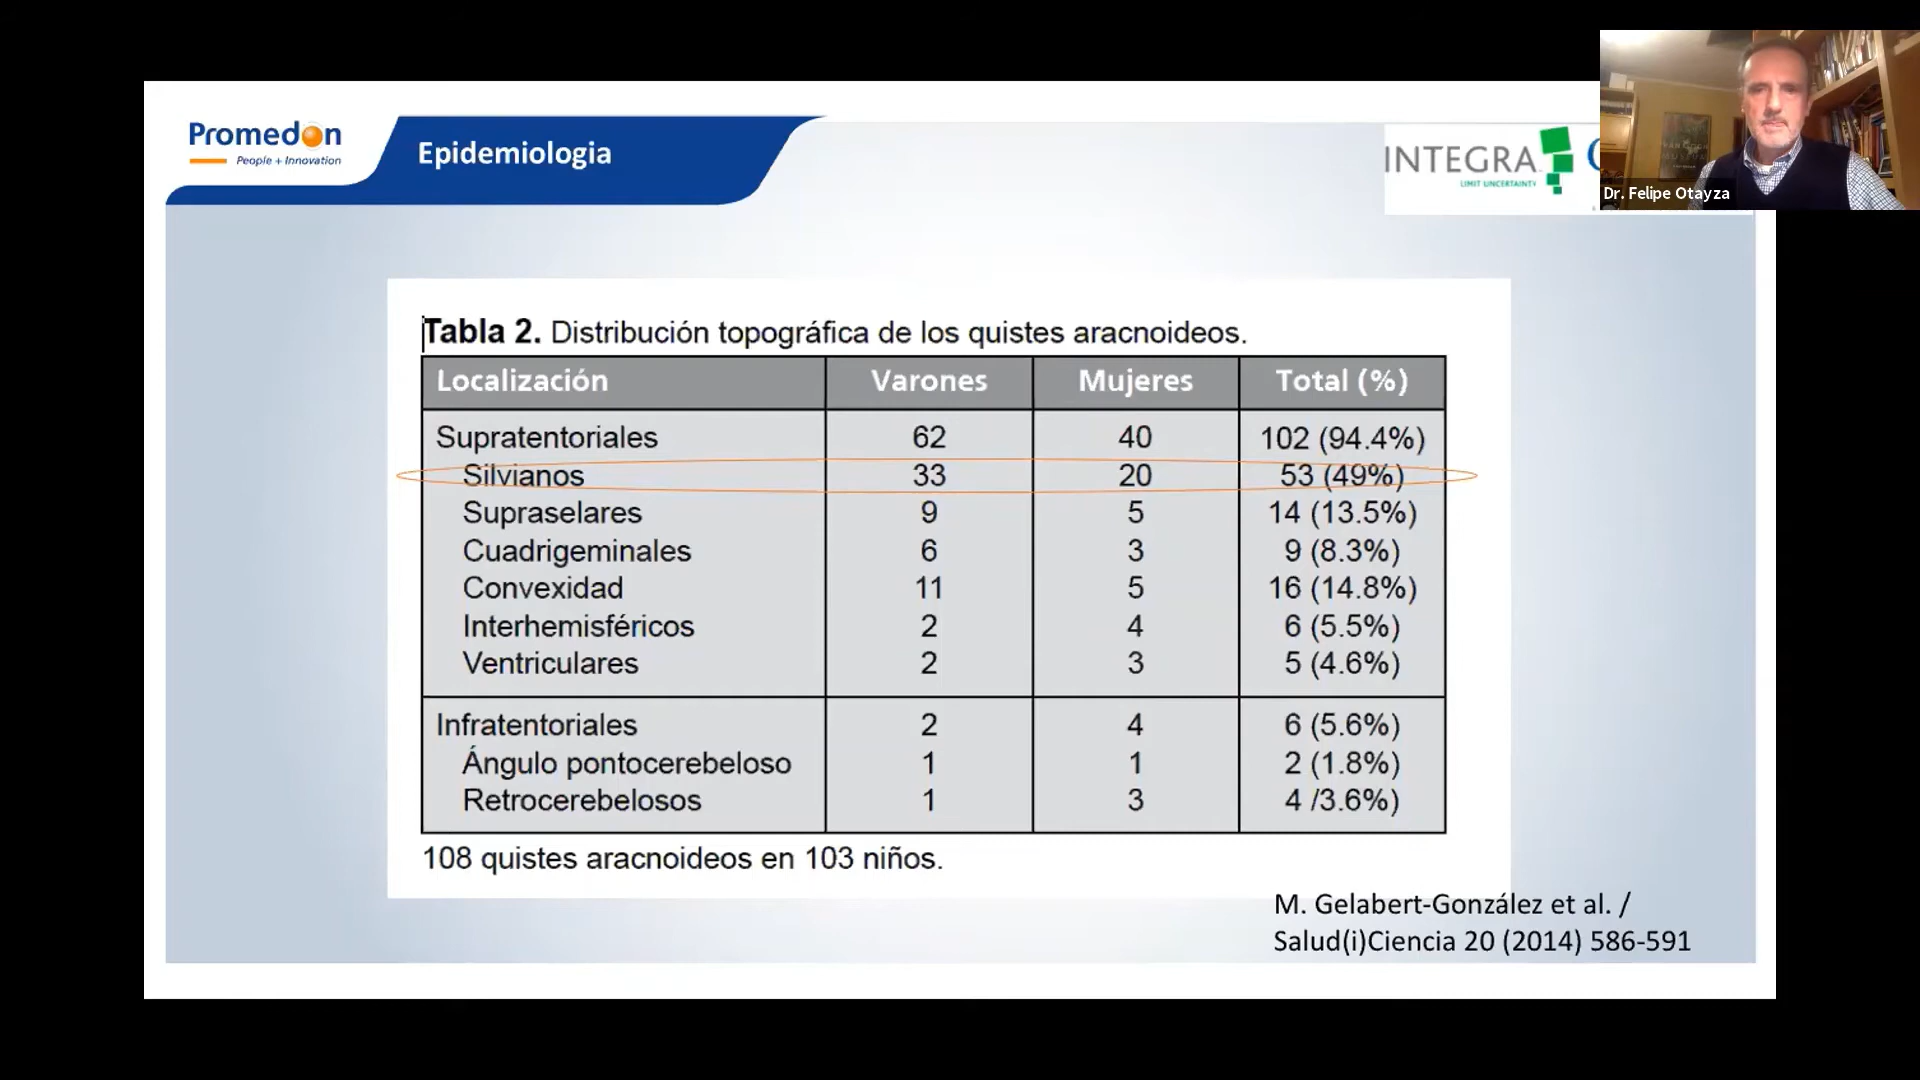 Promedon
People + Innovation
Epidemiologia
INTEGRA
LIMIT UNCERTAINTY
Dr. Felipe Otayza
Tabla 2. Distribución topográfica de los quistes aracnoideos.
Localización Varones Mujeres Total (%)
Supratentoriales 62 40 102 (94.4%)
Silvianos 33 20 53 (49%)
Supraselares 9 5 14 (13.5%)
Cuadrigeminales 6 3 9 (8.3%)
Convexidad 11 5 16 (14.8%)
Interhemisféricos 2 4 6 (5.5%)
Ventriculares 2 3 5 (4.6%)
Infratentoriales 2 4 6 (5.6%)
Ángulo pontocerebeloso 1 1 2 (1.8%)
Retrocerebelosos 1 3 4 /3.6%)
108 quistes aracnoideos en 103 niños.
M. Gelabert-González et al. /
Salud(i)Ciencia 20 (2014) 586-591